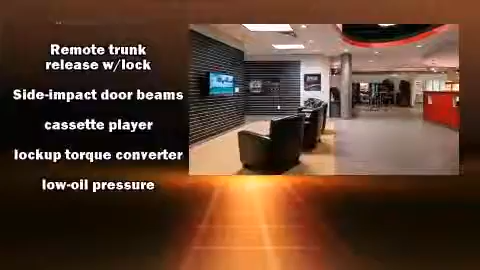 Remote trunk
release w/lock
Side-impact door beams
cassette player
lockup torque converter
low-oil pressure